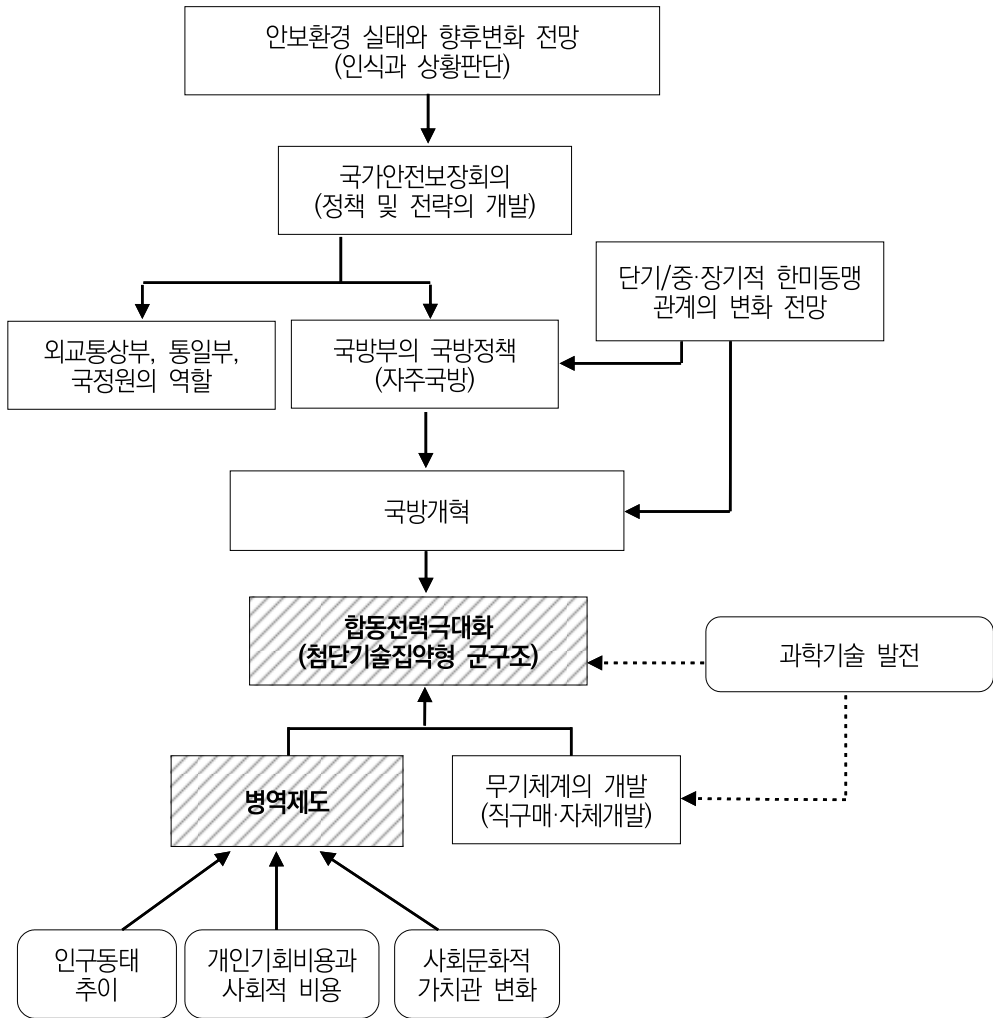 안보환경 실태와 향후변화 전망
(인식과 상황판단)
국가안전보장회의
(정책 및 전략의 개발)
단기/중·장기적 한미동맹
관계의 변화 전망
외교통상부, 통일부,
국정원의 역할
국방부의 국방정책
(자주국방)
국방개혁
합동전력극대화
(첨단기술집약형 군구조)
과학기술 발전
병역제도
무기체계의 개발
(직구매·자체개발)
인구동태
추이
개인기회비용과
사회적 비용
사회문화적
가치관 변화